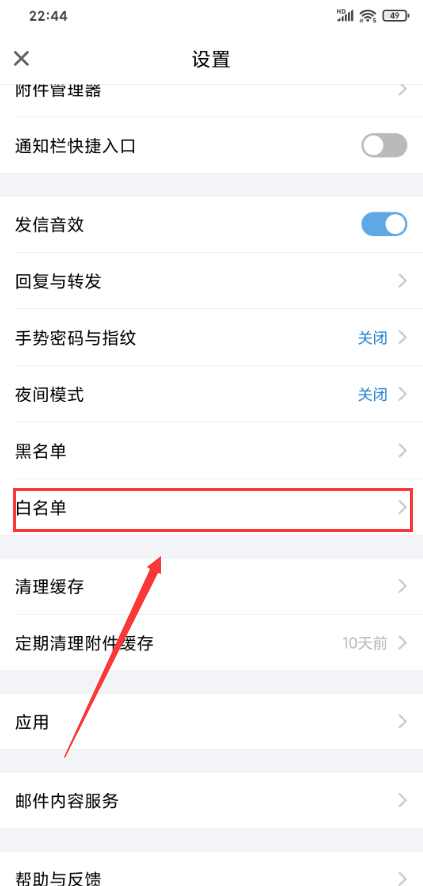 22:44
HD
49
设置
附件管理器
通知栏快捷入口
发信音效
回复与转发
手势密码与指纹 关闭
夜间模式 关闭
黑名单
白名单
清理缓存
定期清理附件缓存 10天前
应用
邮件内容服务
帮助与反馈